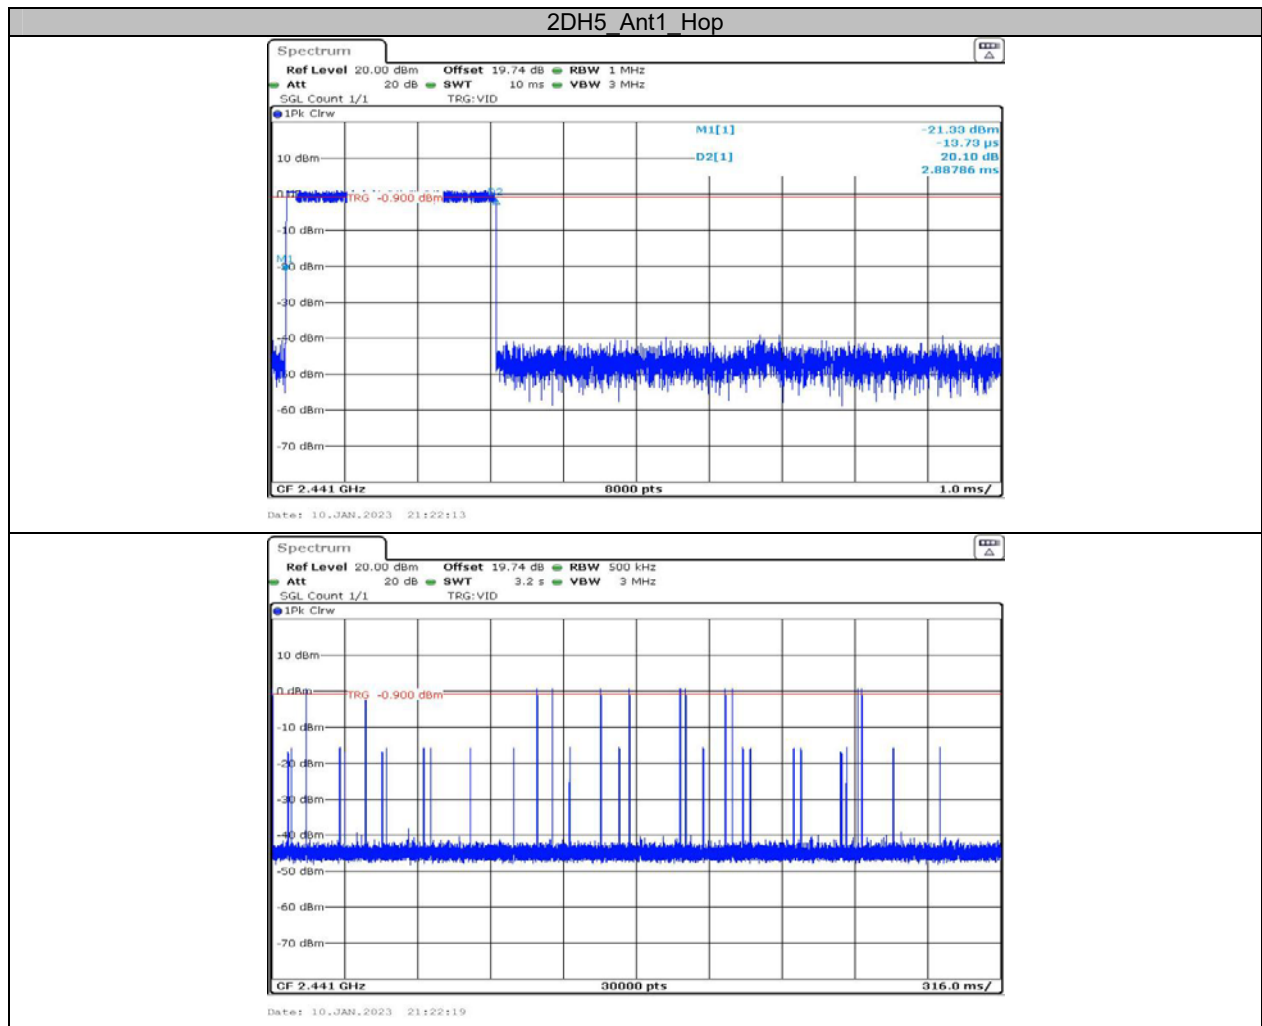 2DH5_Ant1_Hop
Spectrum
Ref Level 20.00 dBm Offset 19.74 dB RBW 1 MHz
Att 20 dB SWT 10 ms VBW 3 MHz
SGL Count 1/1 TRG:VID
1Pk Clrw
M1[1] -21.33 dBm
-13.73 µs
10 dBm D2[1] 20.10 dB
2.88786 ms
D2
TRG -0.900 dBm
-10 dBm
M1
-20 dBm
-30 dBm
-40 dBm
-50 dBm
-60 dBm
-70 dBm
CF 2.441 GHz 8000 pts 1.0 ms/
Date: 10.JAN.2023 21:22:13
Spectrum
Ref Level 20.00 dBm Offset 19.74 dB RBW 500 kHz
Att 20 dB SWT 3.2 s VBW 3 MHz
SGL Count 1/1 TRG:VID
1Pk Clrw
10 dBm
0 dBm
TRG -0.900 dBm
-10 dBm
-20 dBm
-30 dBm
-40 dBm
-50 dBm
-60 dBm
-70 dBm
CF 2.441 GHz 30000 pts 316.0 ms/
Date: 10.JAN.2023 21:22:19